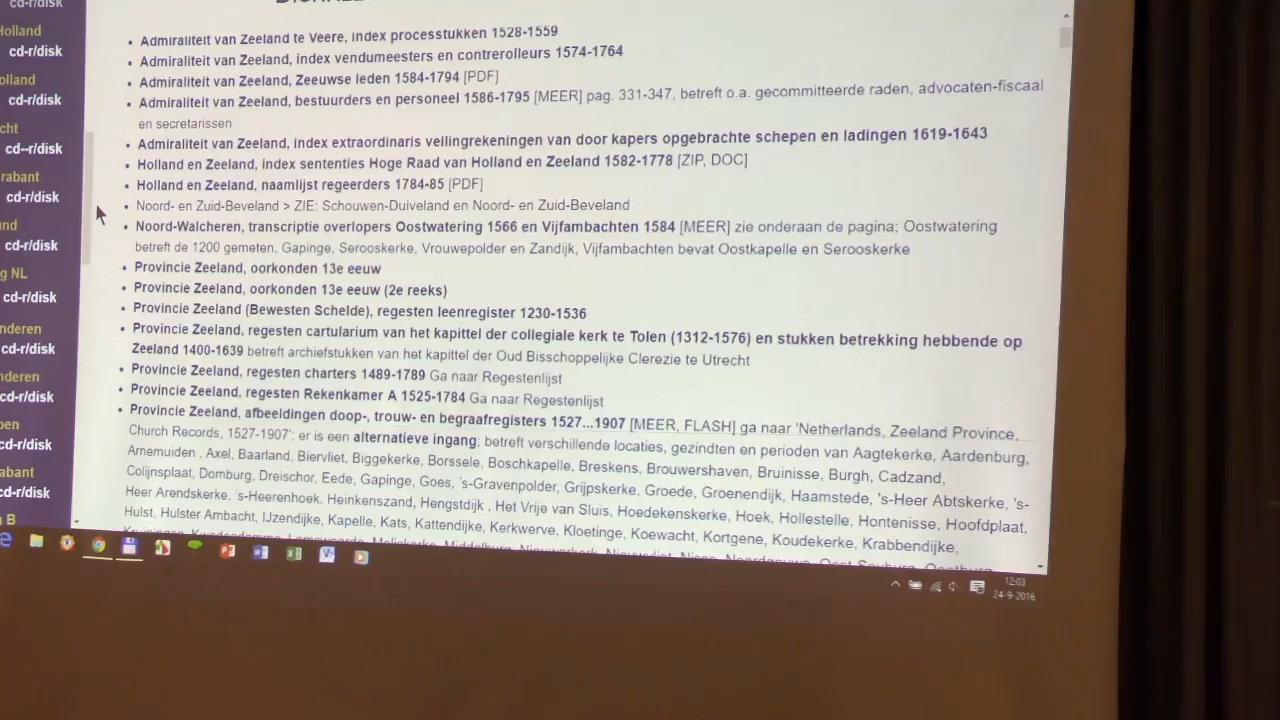 cd-r/disk
Holland
cd-r/disk
olland
cd-r/disk
cht
cd--r/disk
rabant
cd-r/disk
nd
cd-r/disk
g NL
cd-r/disk
nderen
cd-r/disk
nderen
cd-r/disk
pen
cd-r/disk
abant
cd-r/disk
B
Admiraliteit van Zeeland te Veere, index processtukken 1528-1559
Admiraliteit van Zeeland, index vendumeesters en contrerolleurs 1574-1764
Admiraliteit van Zeeland, Zeeuwse leden 1584-1794 [PDF]
Admiraliteit van Zeeland, bestuurders en personeel 1586-1795 [MEER] pag. 331-347, betreft o.a. gecommitteerde raden, advocaten-fiscaal
en secretarissen
Admiraliteit van Zeeland, index extraordinaris veilingrekeningen van door kapers opgebrachte schepen en ladingen 1619-1643
Holland en Zeeland, index sententies Hoge Raad van Holland en Zeeland 1582-1778 [ZIP, DOC]
Holland en Zeeland, naamlijst regeerders 1784-85 [PDF]
Noord- en Zuid-Beveland > ZIE: Schouwen-Duiveland en Noord- en Zuid-Beveland
Noord-Walcheren, transcriptie overlopers Oostwatering 1566 en Vijfambachten 1584 [MEER] zie onderaan de pagina; Oostwatering
betreft de 1200 gemeten, Gapinge, Serooskerke, Vrouwepolder en Zandijk, Vijfambachten bevat Oostkapelle en Serooskerke
Provincie Zeeland, oorkonden 13e eeuw
Provincie Zeeland, oorkonden 13e eeuw (2e reeks)
Provincie Zeeland (Bewesten Schelde), regesten leenregister 1230-1536
Provincie Zeeland, regesten cartularium van het kapittel der collegiale kerk te Tolen (1312-1576) en stukken betrekking hebbende op
Zeeland 1400-1639 betreft archiefstukken van het kapittel der Oud Bisschoppelijke Clerezie te Utrecht
Provincie Zeeland, regesten charters 1489-1789 Ga naar Regestenlijst
Provincie Zeeland, regesten Rekenkamer A 1525-1784 Ga naar Regestenlijst
Provincie Zeeland, afbeeldingen doop-, trouw- en begraafregisters 1527...1907 [MEER, FLASH] ga naar 'Netherlands, Zeeland Province,
Church Records, 1527-1907'; er is een alternatieve ingang; betreft verschillende locaties, gezindten en perioden van Aagtekerke, Aardenburg,
Arnemuiden , Axel, Baarland, Biervliet, Biggekerke, Borssele, Boschkapelle, Breskens, Brouwershaven, Bruinisse, Burgh, Cadzand,
Colijnsplaat, Domburg, Dreischor, Eede, Gapinge, Goes, 's-Gravenpolder, Grijpskerke, Groede, Groenendijk, Haamstede, 's-Heer Abtskerke, 's-
Heer Arendskerke, 's-Heerenhoek, Heinkenszand, Hengstdijk , Het Vrije van Sluis, Hoedekenskerke, Hoek, Hollestelle, Hontenisse, Hoofdplaat,
Hulst, Hulster Ambacht, IJzendijke, Kapelle, Kats, Kattendijke, Kerkwerve, Kloetinge, Koewacht, Kortgene, Koudekerke, Krabbendijke,
12:03
24-9-2016